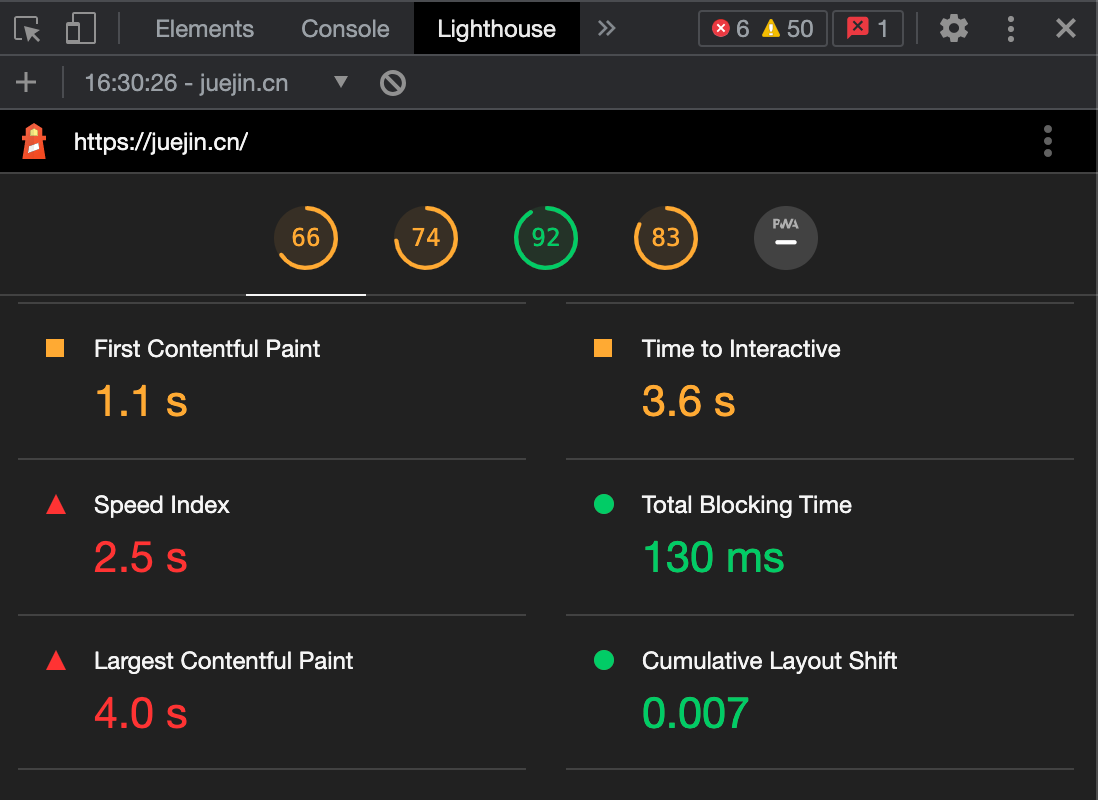 Elements Console Lighthouse 6 50 1
16:30:26 - juejin.cn
https://juejin.cn/
66 74 92 83 PWA
First Contentful Paint Time to Interactive
1.1 s 3.6 s
Speed Index Total Blocking Time
2.5 s 130 ms
Largest Contentful Paint Cumulative Layout Shift
4.0 s 0.007